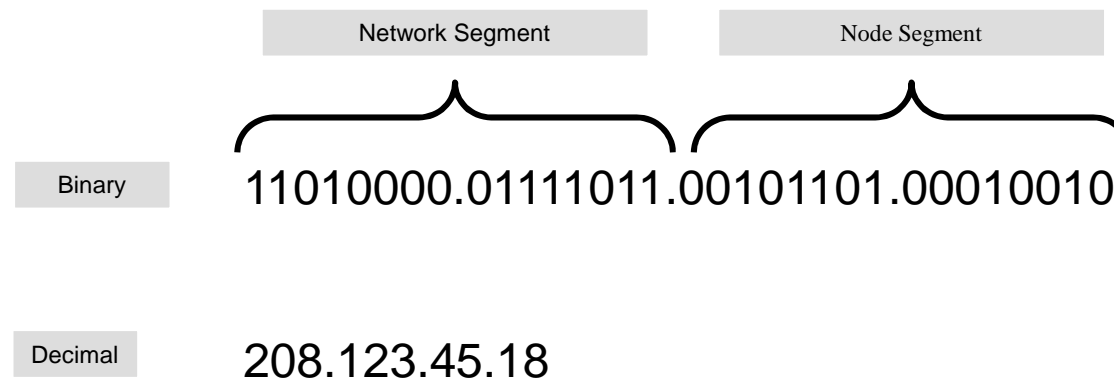 Network Segment Node Segment
Binary 11010000.01111011.00101101.00010010
Decimal 208.123.45.18